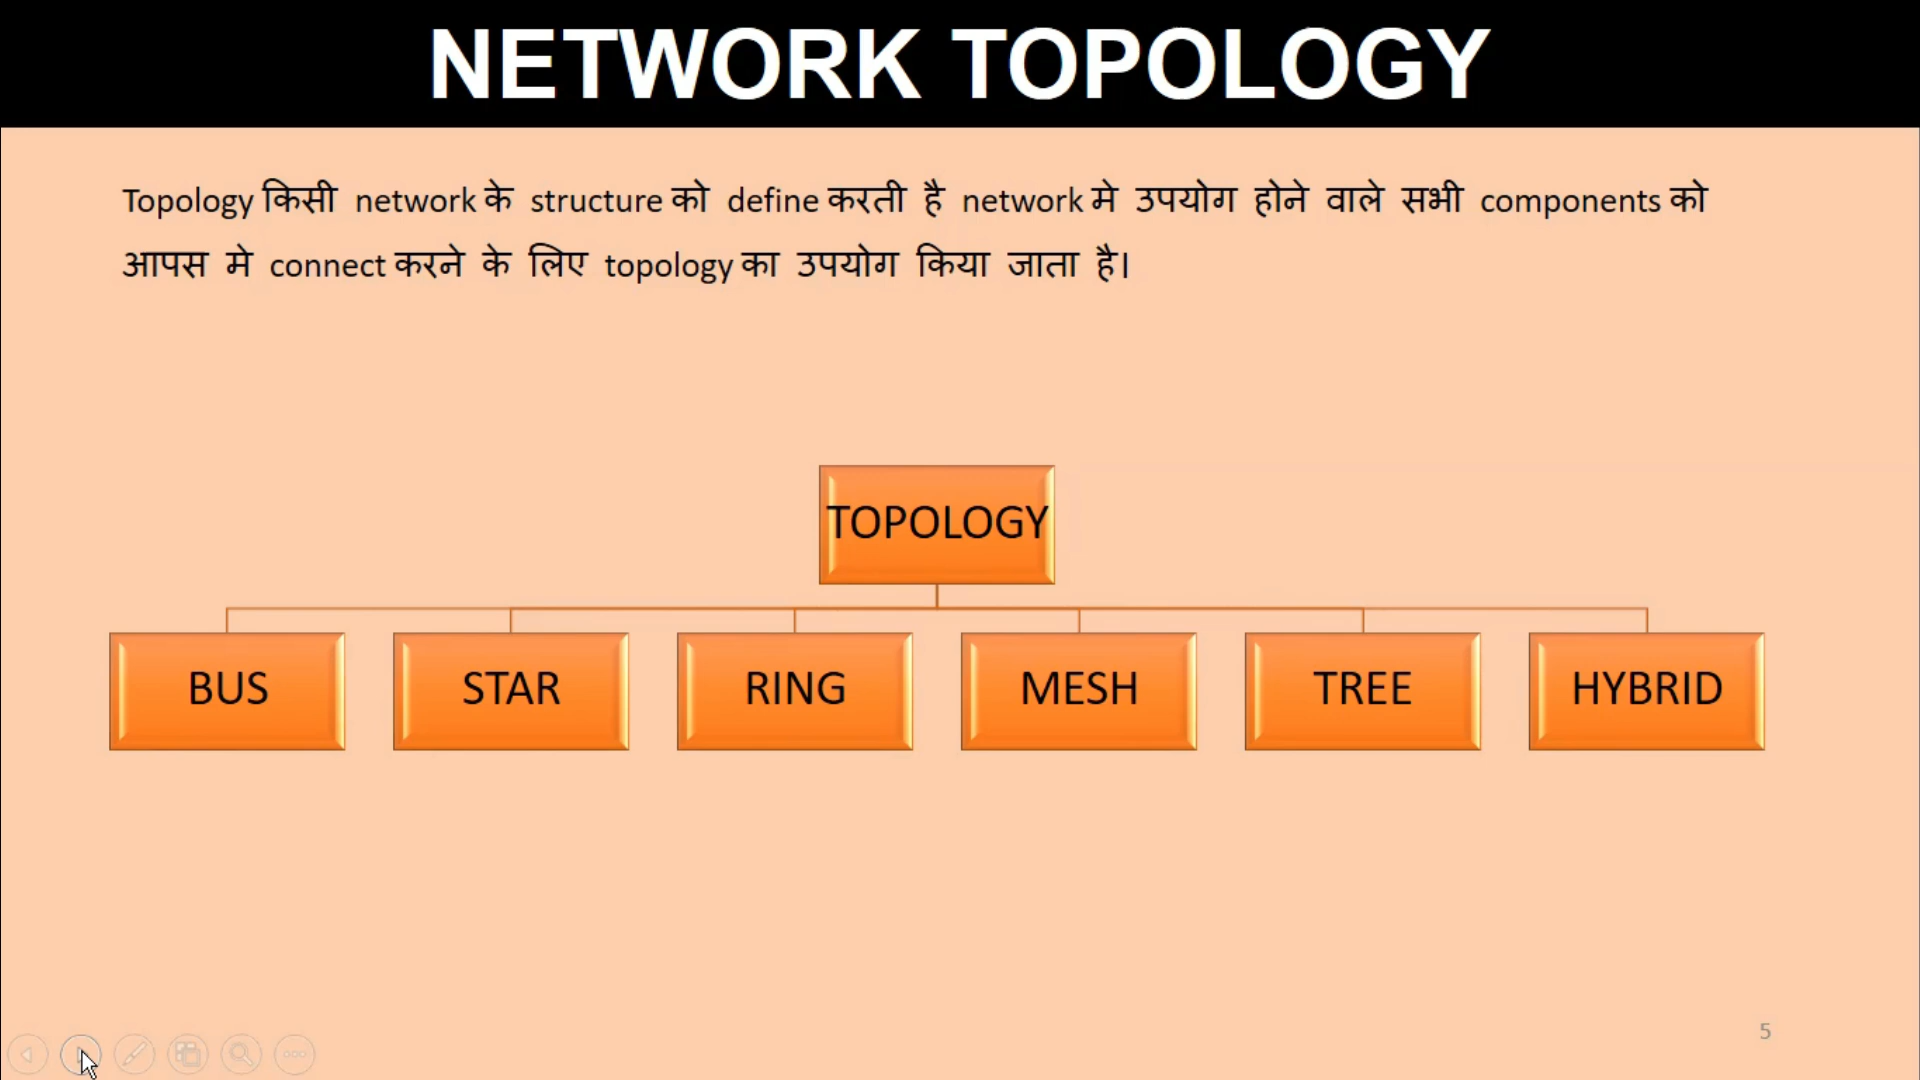 NETWORK TOPOLOGY
Topology किसी network के structure को define करती है network मे उपयोग होने वाले सभी components को
आपस मे connect करने के लिए topology का उपयोग किया जाता है।
TOPOLOGY
BUS STAR RING MESH TREE HYBRID
5